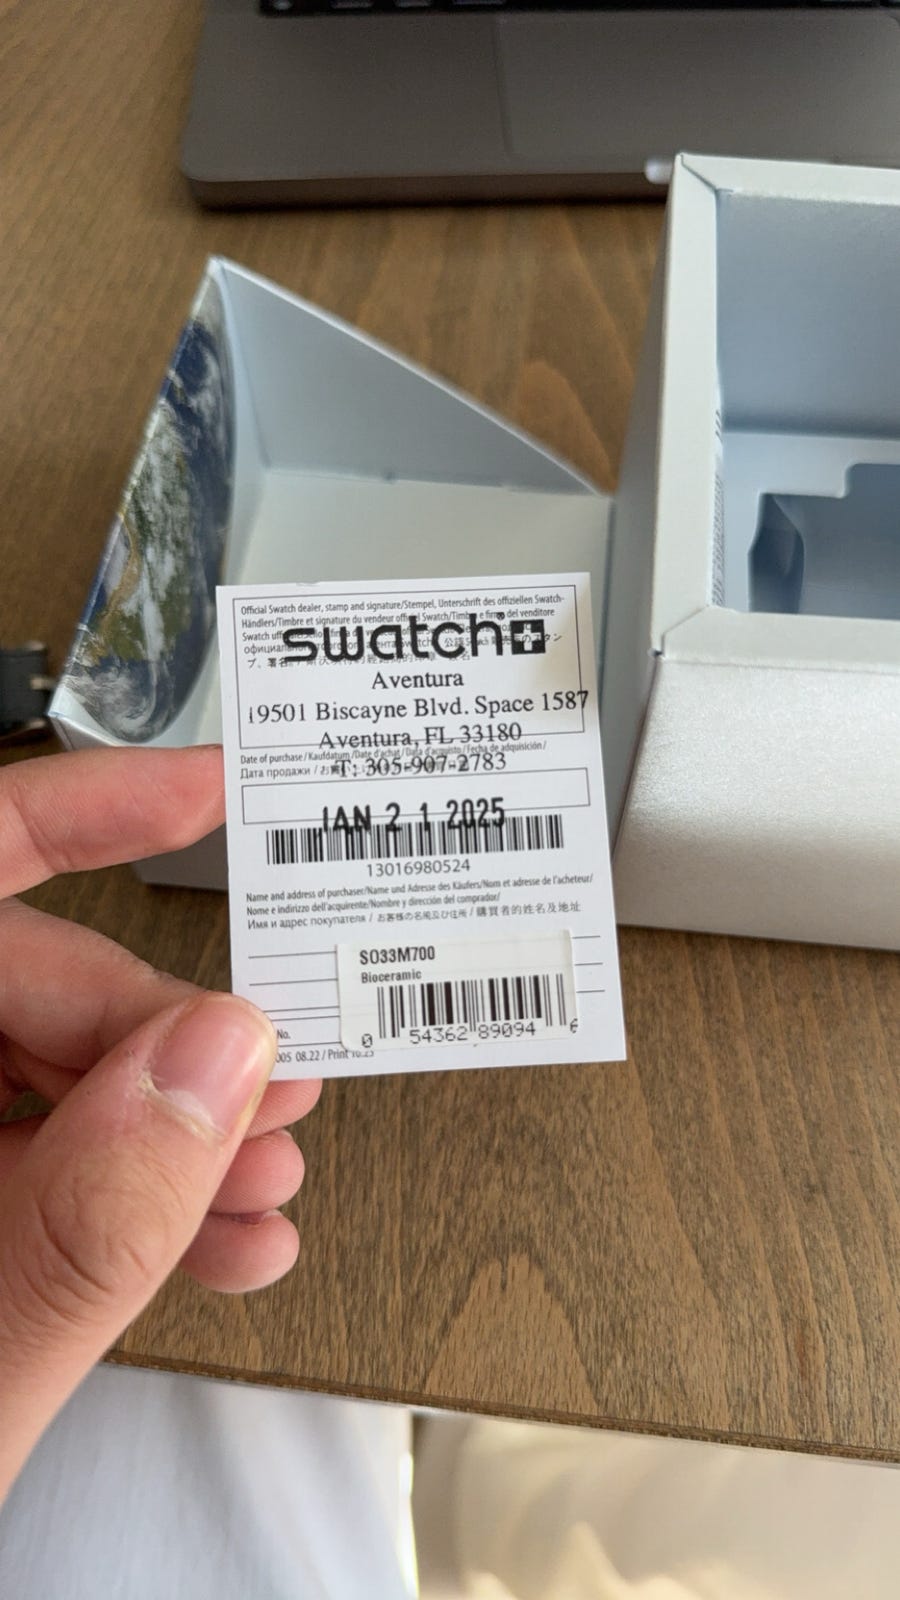 Official Swatch dealer, stamp and signature/Stempel, Unterschrift des offiziellen Swatch-
Händlers/Timbre et signature du vendeur officiel Swatch/Timbro e firma del venditore
Swatch
swatch
Aventura
19501 Biscayne Blvd. Space 1587
Aventura, FL 33180
T: 305-907-2783
Date of purchase/Kaufdatum/Date d'achat/Data d'acquisto/Fecha de adquisición/
Дата продажи /
JAN 2 1 2025
13016980524
Name and address of purchaser/Name und Adresse des Käufers/Nom et adresse de l'acheteur/
Nome e indirizzo dell'acquirente/Nombre y dirección del comprador/
Имя и адрес покупателя / お客様の名前及び住所 / 購買者的姓名及地址
SO33M700
Bioceramic
0 54362 89094 6
No.
005 08.22 / Print